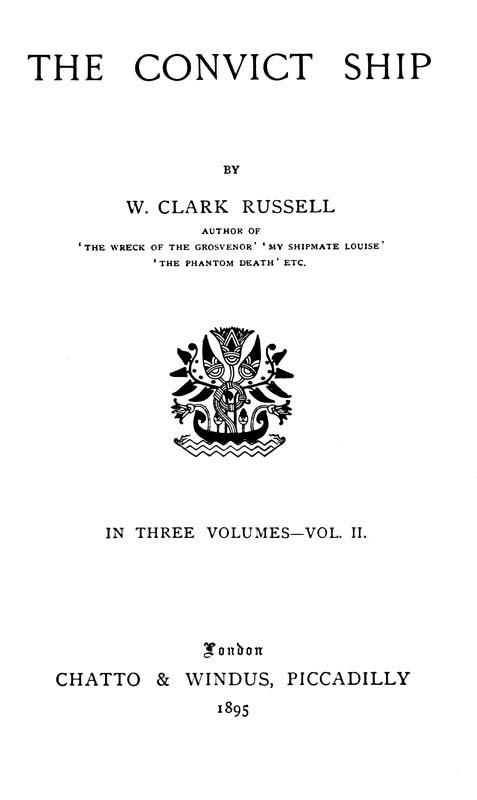 THE CONVICT SHIP
BY
W. CLARK RUSSELL
AUTHOR OF
‘THE WRECK OF THE GROSVENOR’ ‘MY SHIPMATE LOUISE’
‘THE PHANTOM DEATH’ ETC.
IN THREE VOLUMES—VOL. II.
London
CHATTO & WINDUS, PICCADILLY
1895